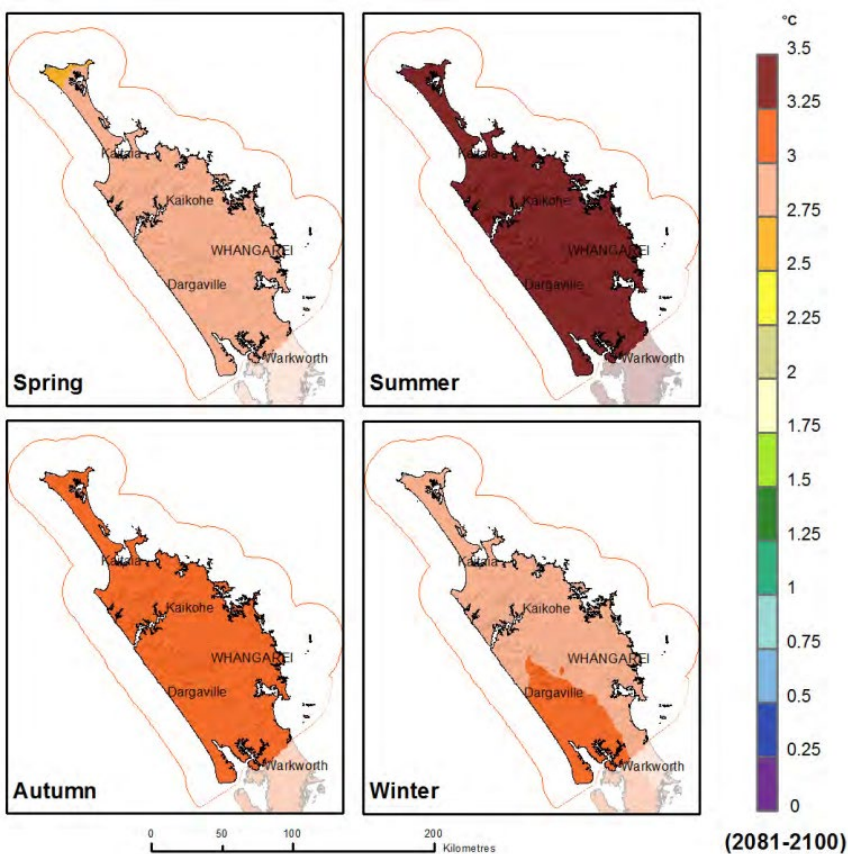 Kaitaia
Kaikohe
WHANGAREI
Dargaville
Warkworth
Spring
Kaitaia
Kaikohe
WHANGAREI
Dargaville
Warkworth
Summer
Kaitaia
Kaikohe
WHANGAREI
Dargaville
Warkworth
Autumn
Kaitaia
Kaikohe
WHANGAREI
Dargaville
Warkworth
Winter
°C
3.5
3.25
3
2.75
2.5
2.25
2
1.75
1.5
1.25
1
0.75
0.5
0.25
0
0 50 100 200
Kilometres
(2081-2100)